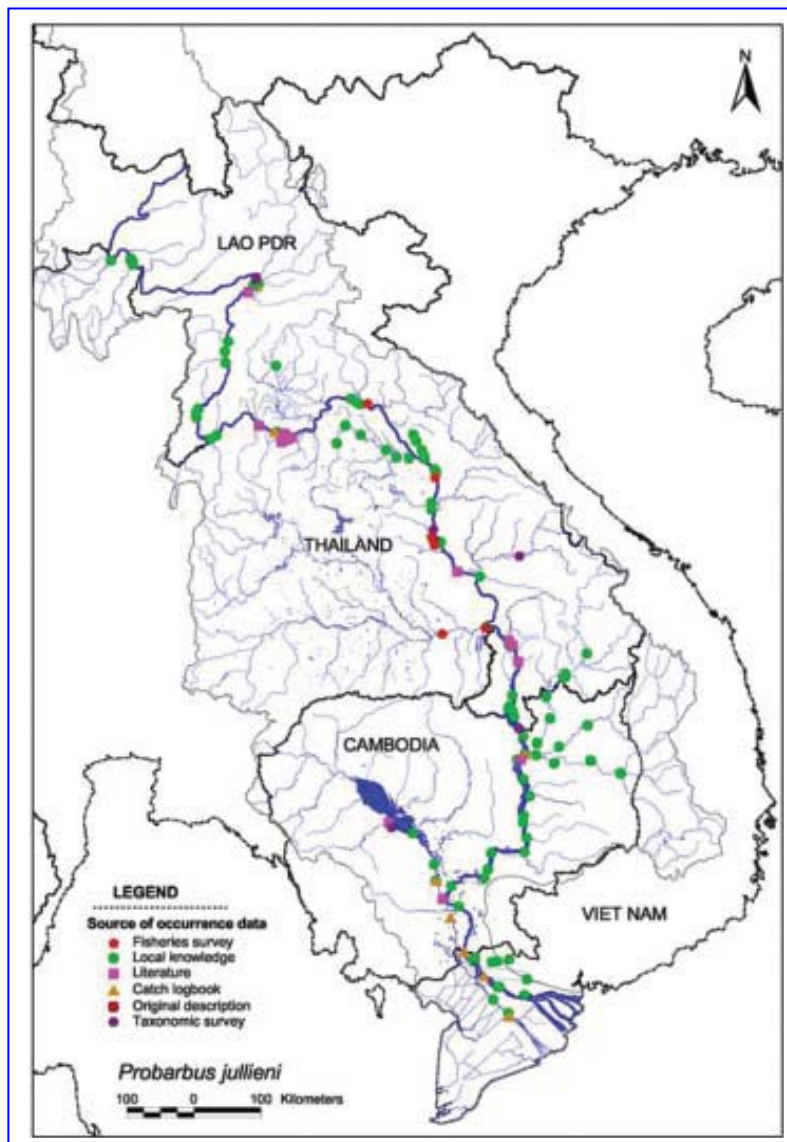 N
LAO PDR
THAILAND
CAMBODIA
VIET NAM
LEGEND
Source of occurrence data
Fisheries survey
Local knowledge
Literature
Catch logbook
Original description
Taxonomic survey
Probarbus jullieni
100 0 100 Kilometers